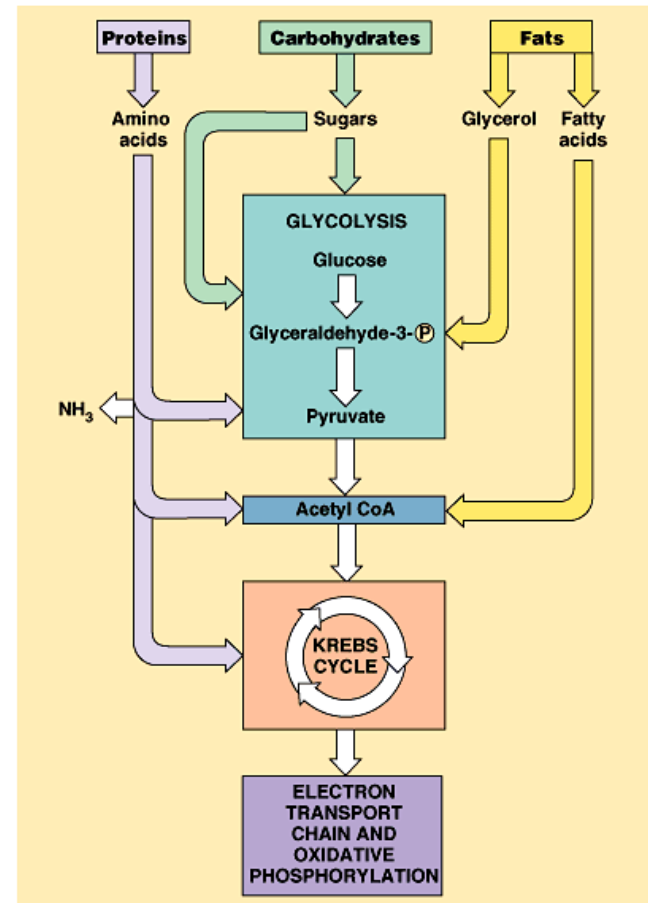 Proteins
Carbohydrates
Fats
Amino
acids
Sugars
Glycerol
Fatty
acids
GLYCOLYSIS
Glucose
Glyceraldehyde-3-P
NH₃
Pyruvate
Acetyl CoA
KREBS
CYCLE
ELECTRON
TRANSPORT
CHAIN AND
OXIDATIVE
PHOSPHORYLATION